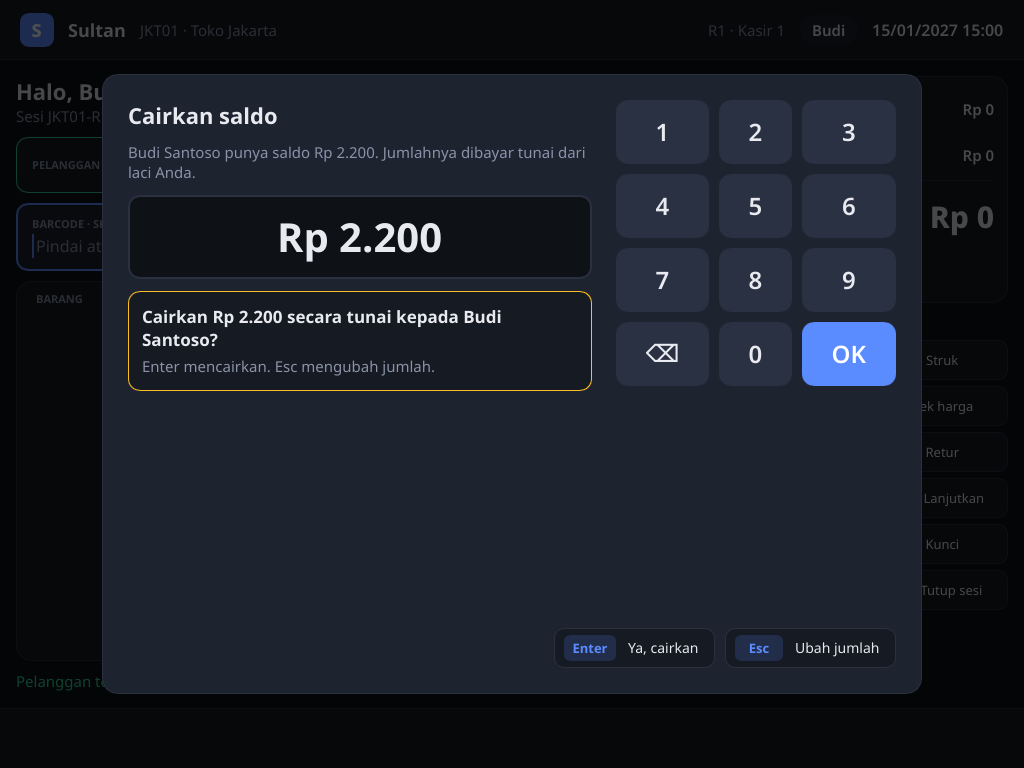 S Sultan JKT01 · Toko Jakarta R1 · Kasir 1 Budi 15/01/2027 15:00
Halo, Bu
Sesi JKT01-R
PELANGGAN
BARCODE · S
Pindai at
BARANG
Pelanggan t
Cairkan saldo
Budi Santoso punya saldo Rp 2.200. Jumlahnya dibayar tunai dari
laci Anda.
Rp 2.200
Cairkan Rp 2.200 secara tunai kepada Budi
Santoso?
Enter mencairkan. Esc mengubah jumlah.
1 2 3
4 5 6
7 8 9
⌫ 0 OK
Enter Ya, cairkan Esc Ubah jumlah
Rp 0
Rp 0
Rp 0
Struk
ek harga
Retur
Lanjutkan
Kunci
Tutup sesi